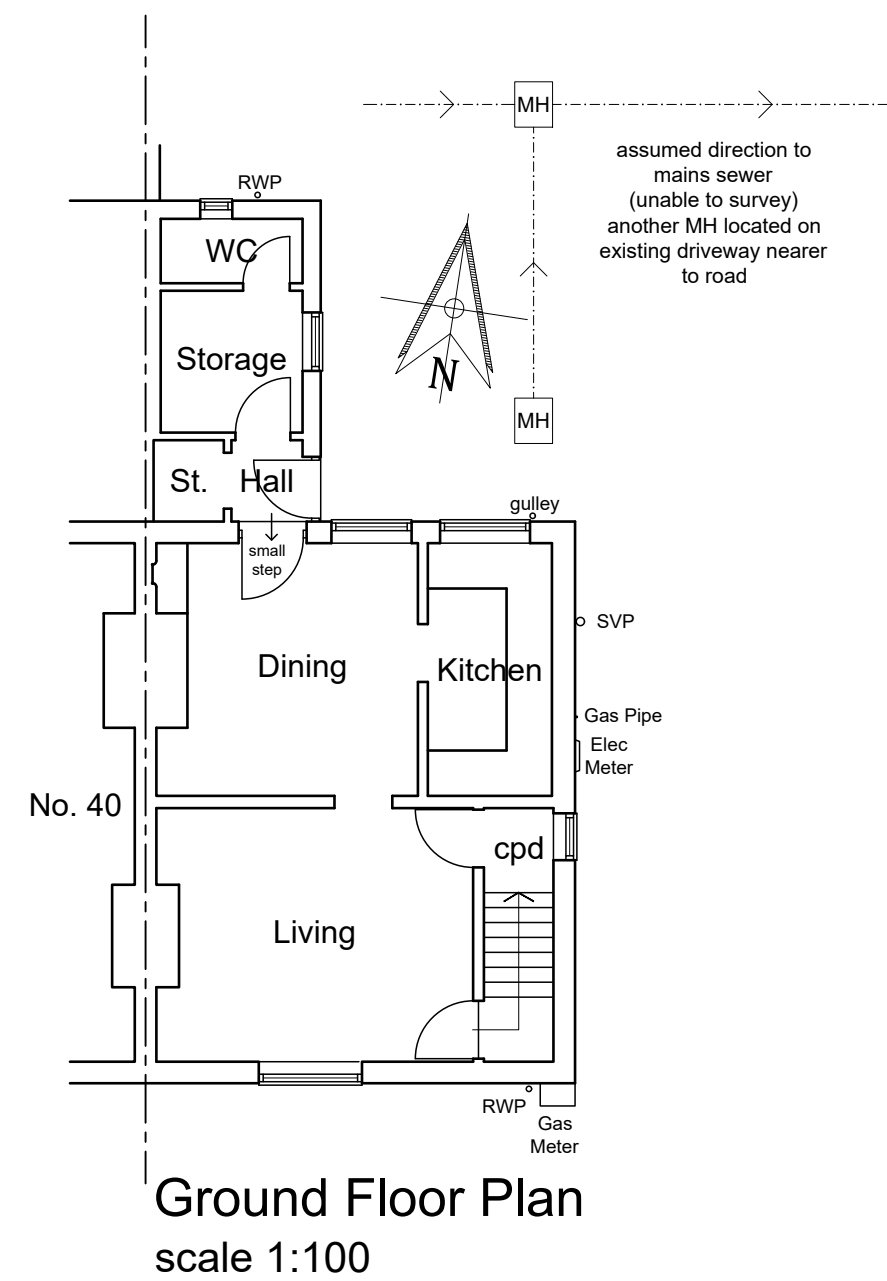 MH
assumed direction to
mains sewer
(unable to survey)
another MH located on
existing driveway nearer
to road
RWP
WC
Storage
N
MH
St.
Hall
gulley
small
step
SVP
Dining
Kitchen
Gas Pipe
Elec
Meter
No. 40
cpd
Living
RWP
Gas
Meter
Ground Floor Plan
scale 1:100